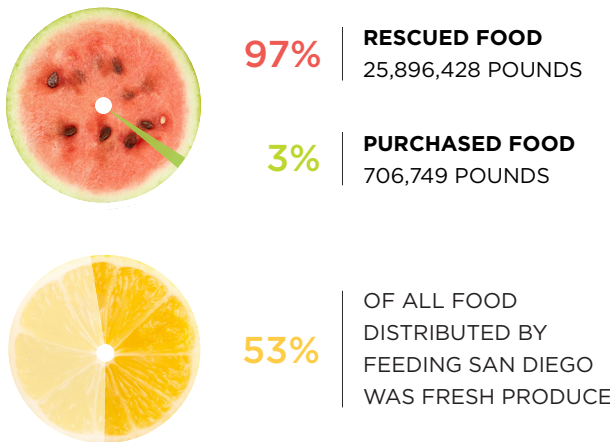 97%
RESCUED FOOD
25,896,428 POUNDS
3%
PURCHASED FOOD
706,749 POUNDS
53%
OF ALL FOOD
DISTRIBUTED BY
FEEDING SAN DIEGO
WAS FRESH PRODUCE